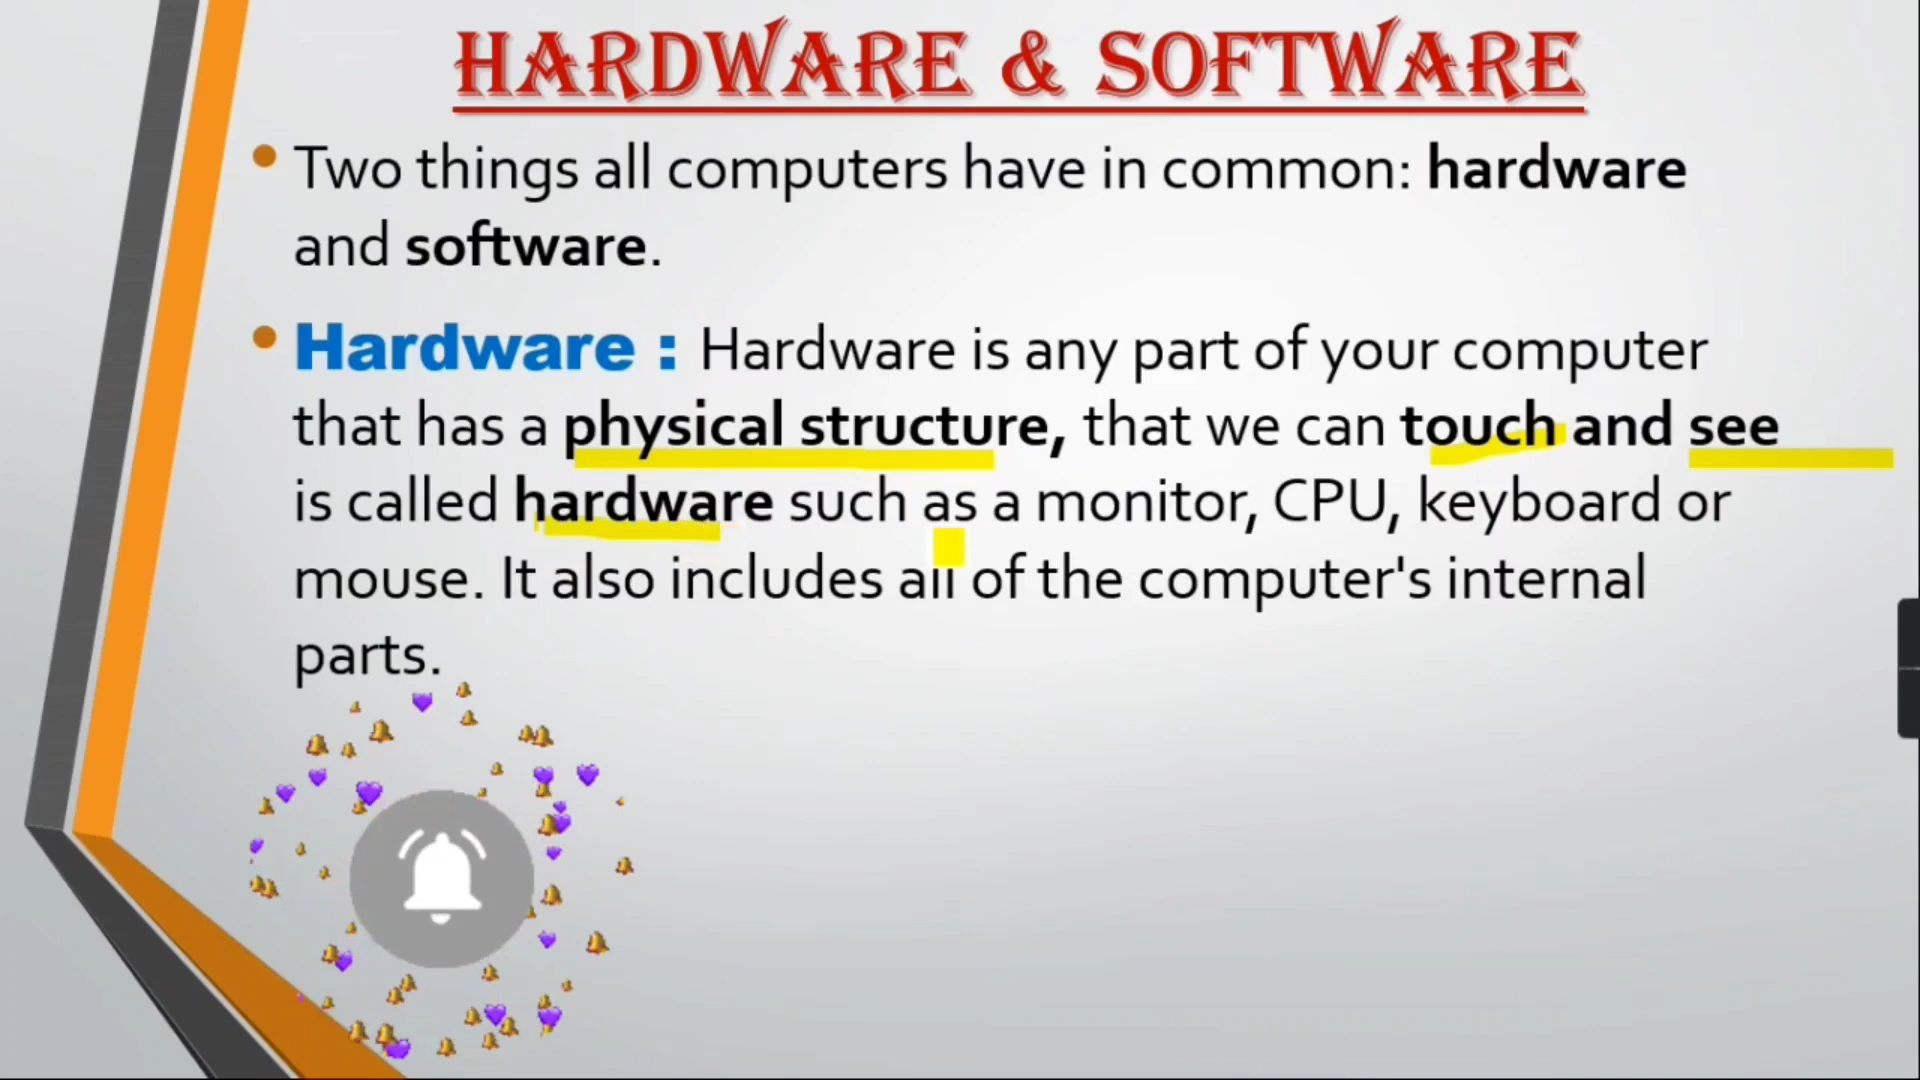 HARDWARE & SOFTWARE
• Two things all computers have in common: hardware
and software.
• Hardware : Hardware is any part of your computer
that has a physical structure, that we can touch and see
is called hardware such as a monitor, CPU, keyboard or
mouse. It also includes all of the computer's internal
parts.